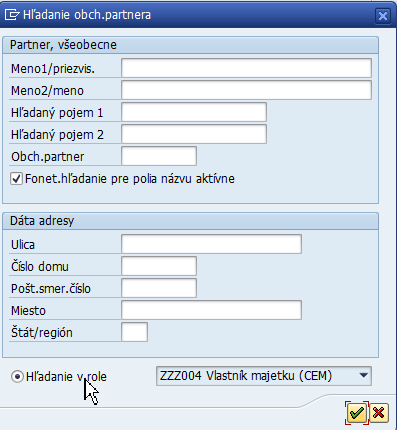 Hľadanie obch.partnera
Partner, všeobecne
Meno1/priezvis.
Meno2/meno
Hľadaný pojem 1
Hľadaný pojem 2
Obch.partner
Fonet.hľadanie pre polia názvu aktívne
Dáta adresy
Ulica
Číslo domu
Pošt.smer.číslo
Miesto
Štát/región
Hľadanie v role ZZZ004 Vlastník majetku (CEM)